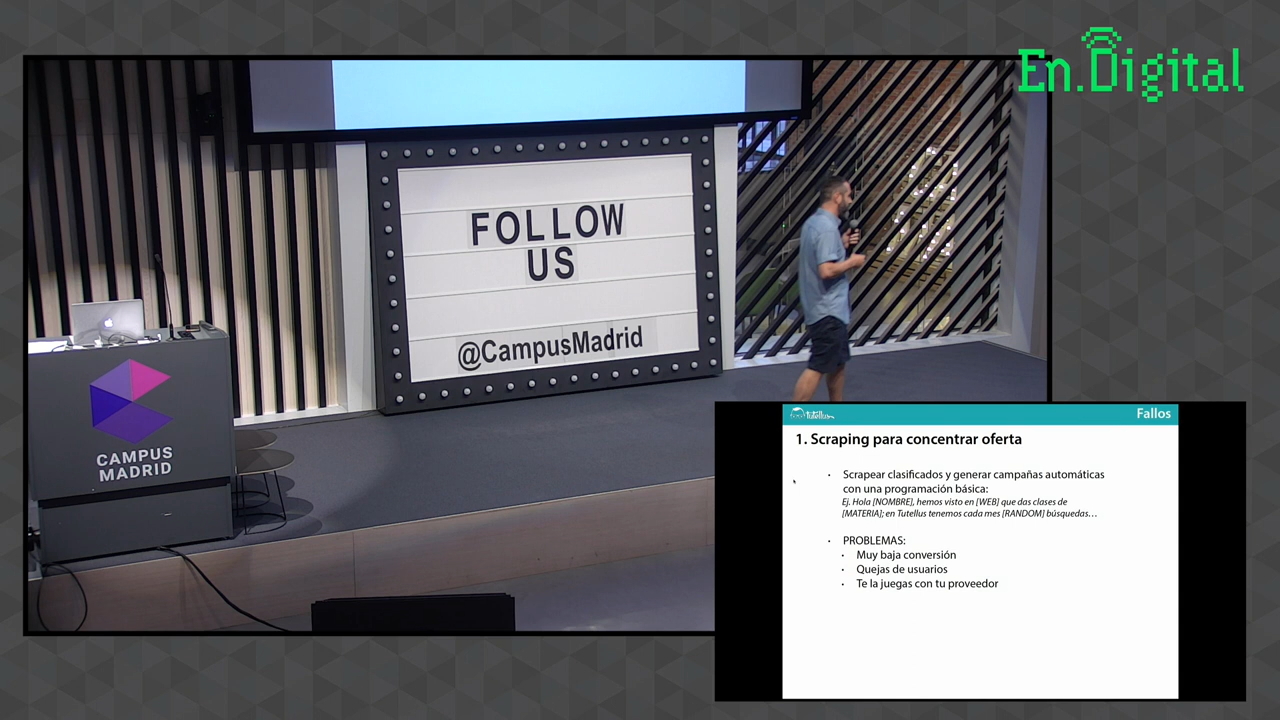 En.Digital
FOLLOW
US
@CampusMadrid
CAMPUS
MADRID
Tutellus
Fallos
1. Scraping para concentrar oferta
· Scrapear clasificados y generar campañas automáticas
con una programación básica:
Ej. Hola [NOMBRE], hemos visto en [WEB] que das clases de
[MATERIA]; en Tutellus tenemos cada mes [RANDOM] búsquedas…
· PROBLEMAS:
· Muy baja conversión
· Quejas de usuarios
· Te la juegas con tu proveedor